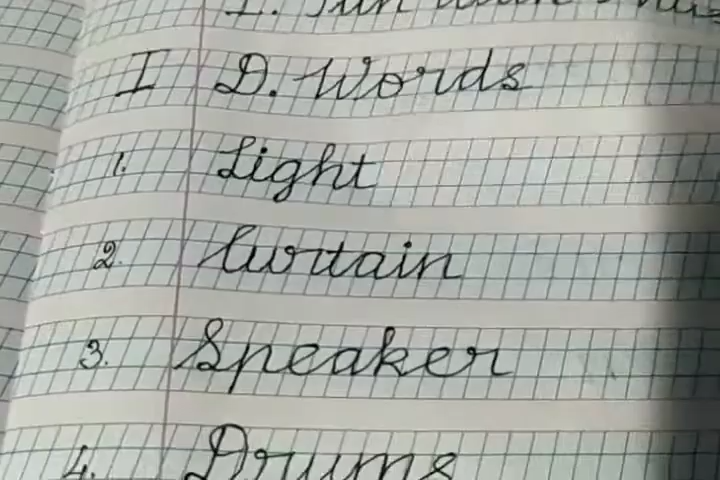 I D. Words
1. Light
2. Curtain
3. Speaker
4. Drums